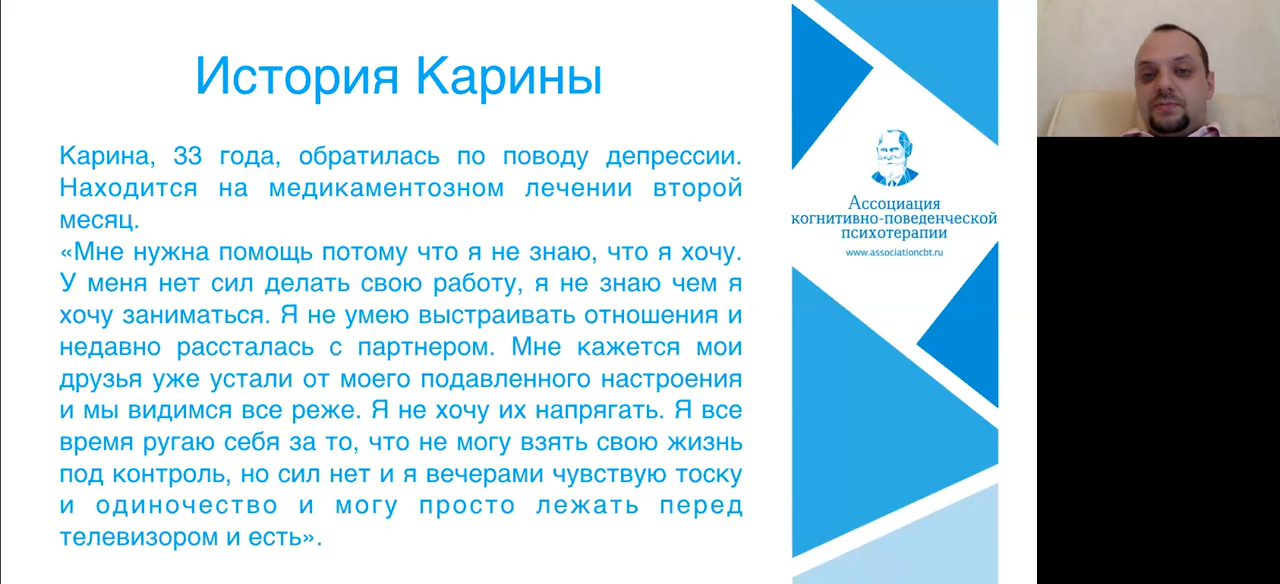 История Карины
Карина, 33 года, обратилась по поводу депрессии.
Находится на медикаментозном лечении второй
месяц.
«Мне нужна помощь потому что я не знаю, что я хочу.
У меня нет сил делать свою работу, я не знаю чем я
хочу заниматься. Я не умею выстраивать отношения и
недавно рассталась с партнером. Мне кажется мои
друзья уже устали от моего подавленного настроения
и мы видимся все реже. Я не хочу их напрягать. Я все
время ругаю себя за то, что не могу взять свою жизнь
под контроль, но сил нет и я вечерами чувствую тоску
и одиночество и могу просто лежать перед
телевизором и есть».
Ассоциация
когнитивно-поведенческой
психотерапии
www.associationcbt.ru